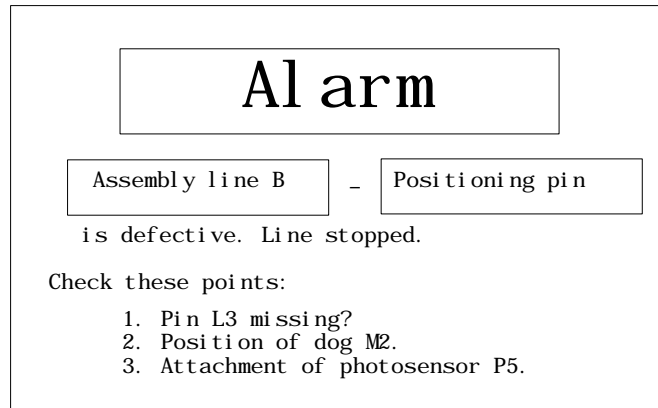 Alarm
Assembly line B – Positioning pin
is defective. Line stopped.
Check these points:
1. Pin L3 missing?
2. Position of dog M2.
3. Attachment of photosensor P5.